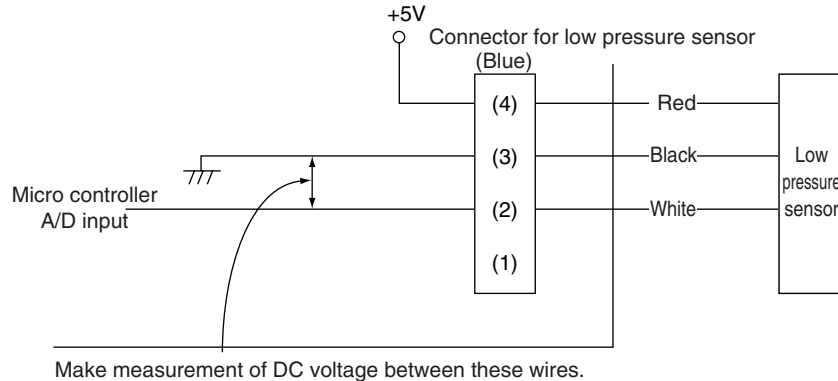 +5V
Connector for low pressure sensor
(Blue)
(4)
Red
(3)
Black
Low
pressure
sensor
Micro controller
A/D input
(2)
White
(1)
Make measurement of DC voltage between these wires.